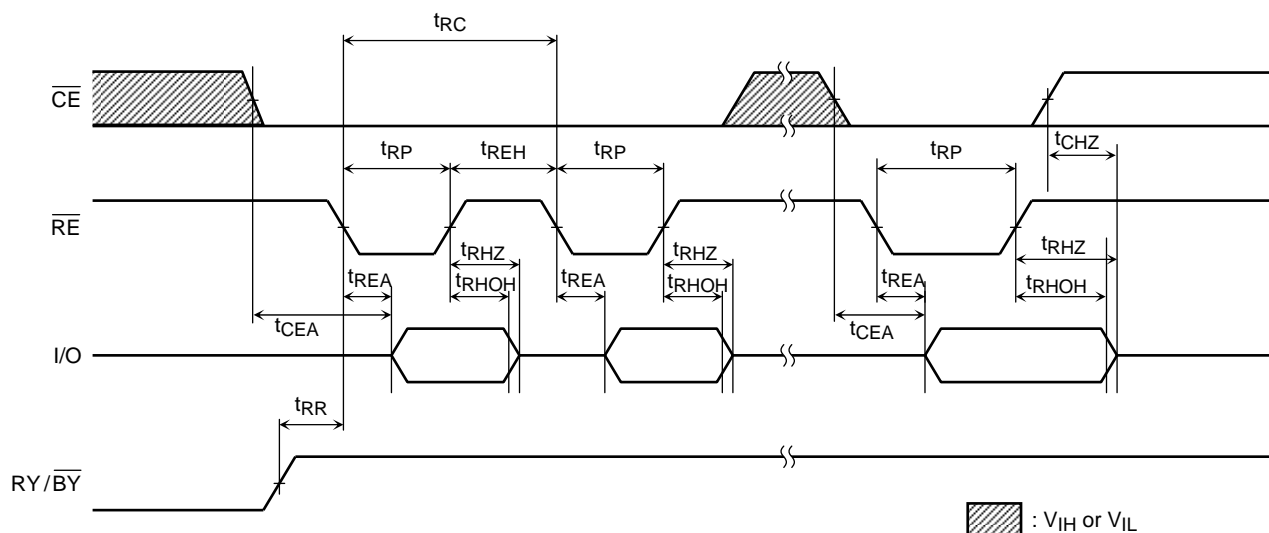 tRC
CE
tRP tREH tRP tRP tCHZ
RE
tREA tRHZ tREA tRHZ tREA tRHZ
tRHOH tRHOH tRHOH
tCEA tCEA
I/O
tRR
RY/BY
: VIH or VIL